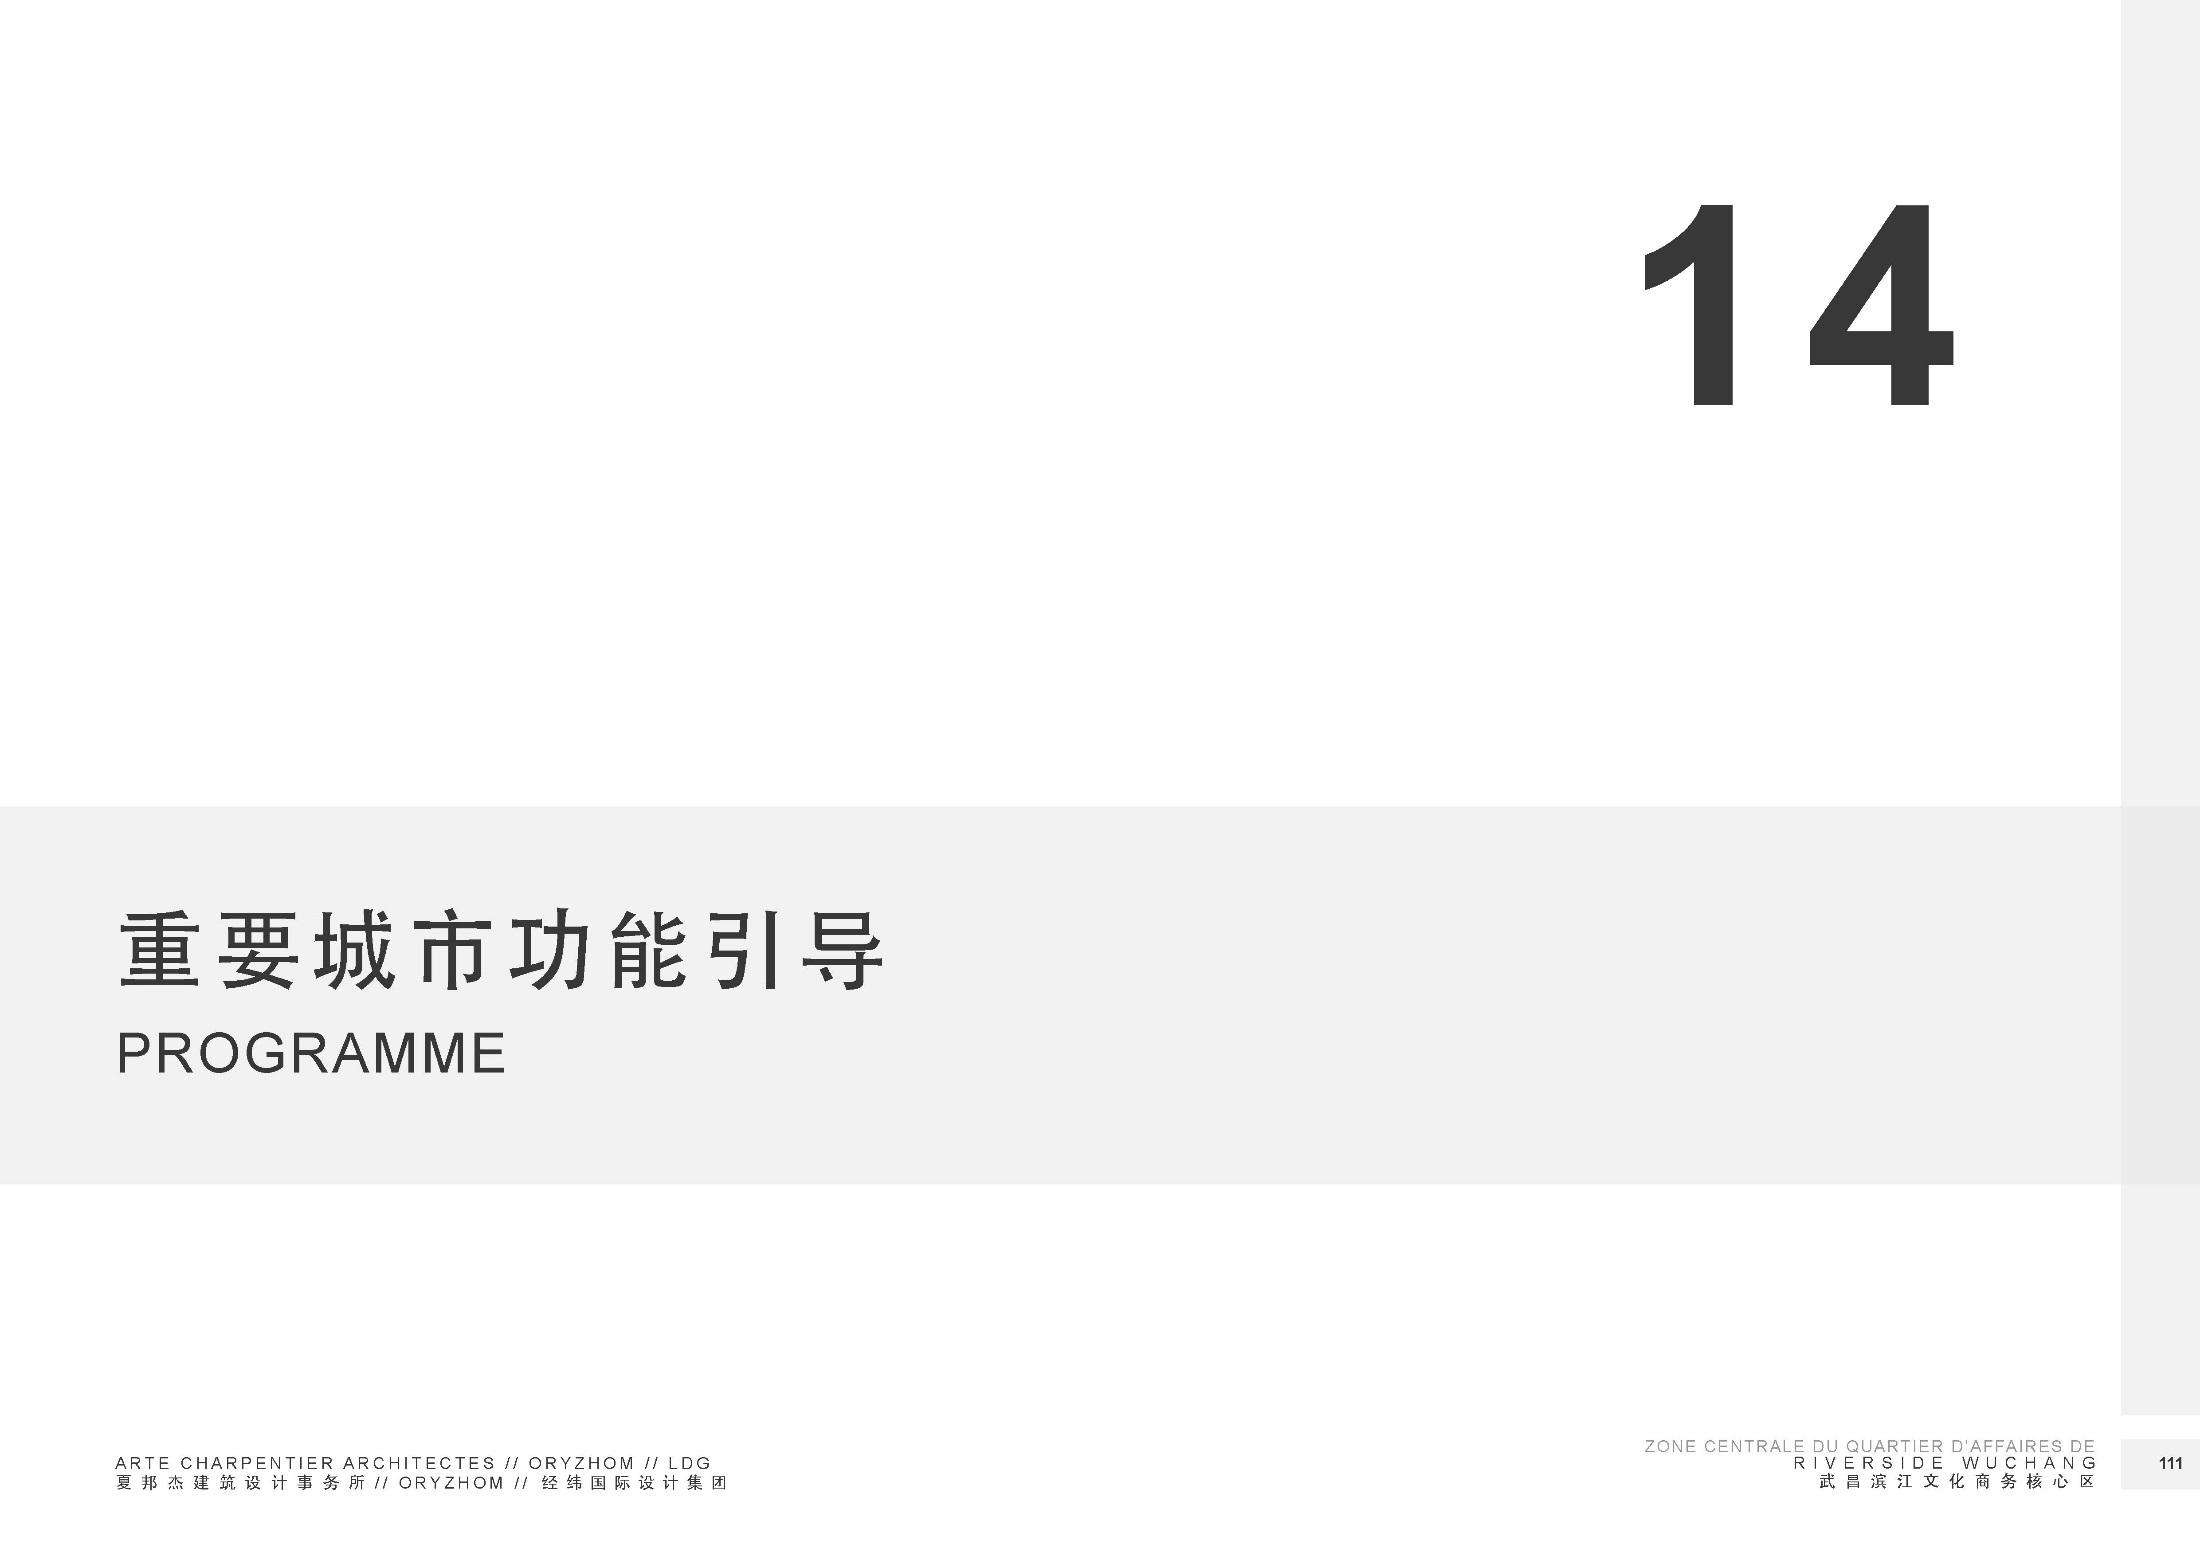 14
重要城市功能引导
PROGRAMME
ARTE CHARPENTIER ARCHITECTES // ORYZHOM // LDG
夏邦杰建筑设计事务所 // ORYZHOM // 经纬国际设计集团
ZONE CENTRALE DU QUARTIER D'AFFAIRES DE
RIVERSIDE WUCHANG
武昌滨江文化商务核心区
111